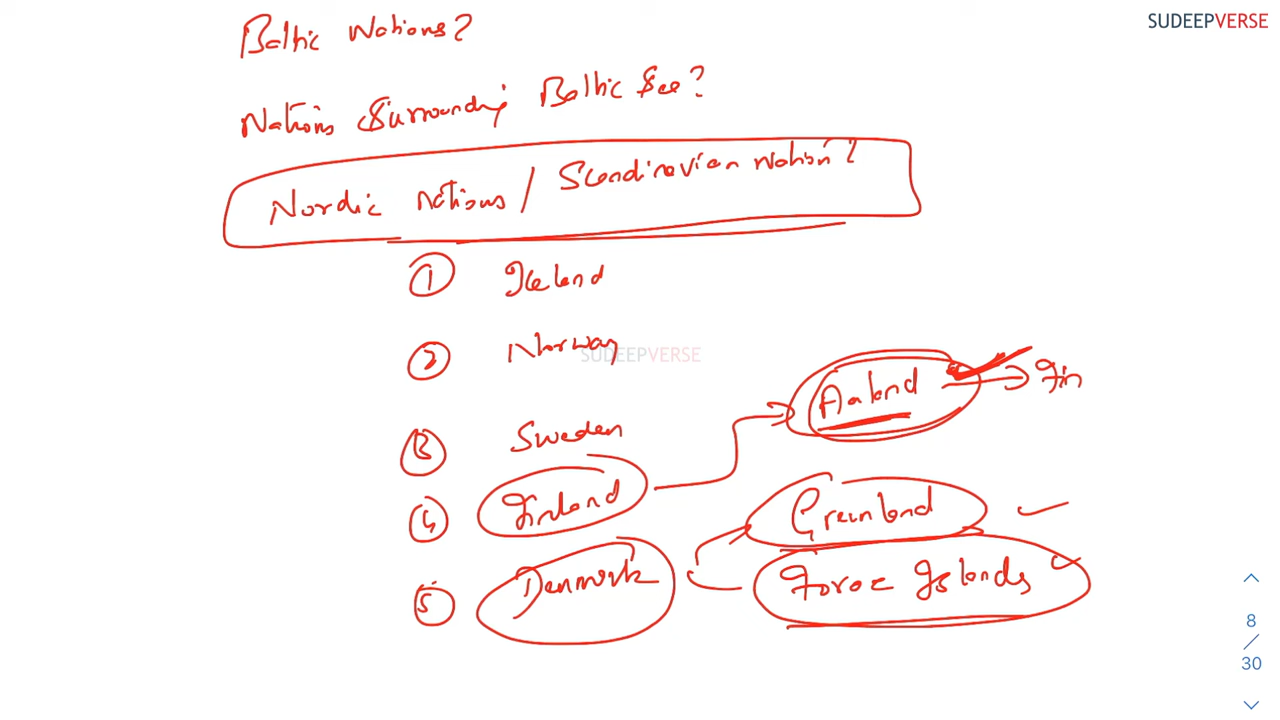 SUDEEPVERSE
Baltic Nations?
Nations Surrounding Baltic Sea?
Nordic nations / Scandinavian nation?
① Iceland
② Norway
SUDEEPVERSE
Aaland → Fin
③ Sweden
④ Finland
Greenland
⑤ Denmark
Faroe Islands
8
/
30